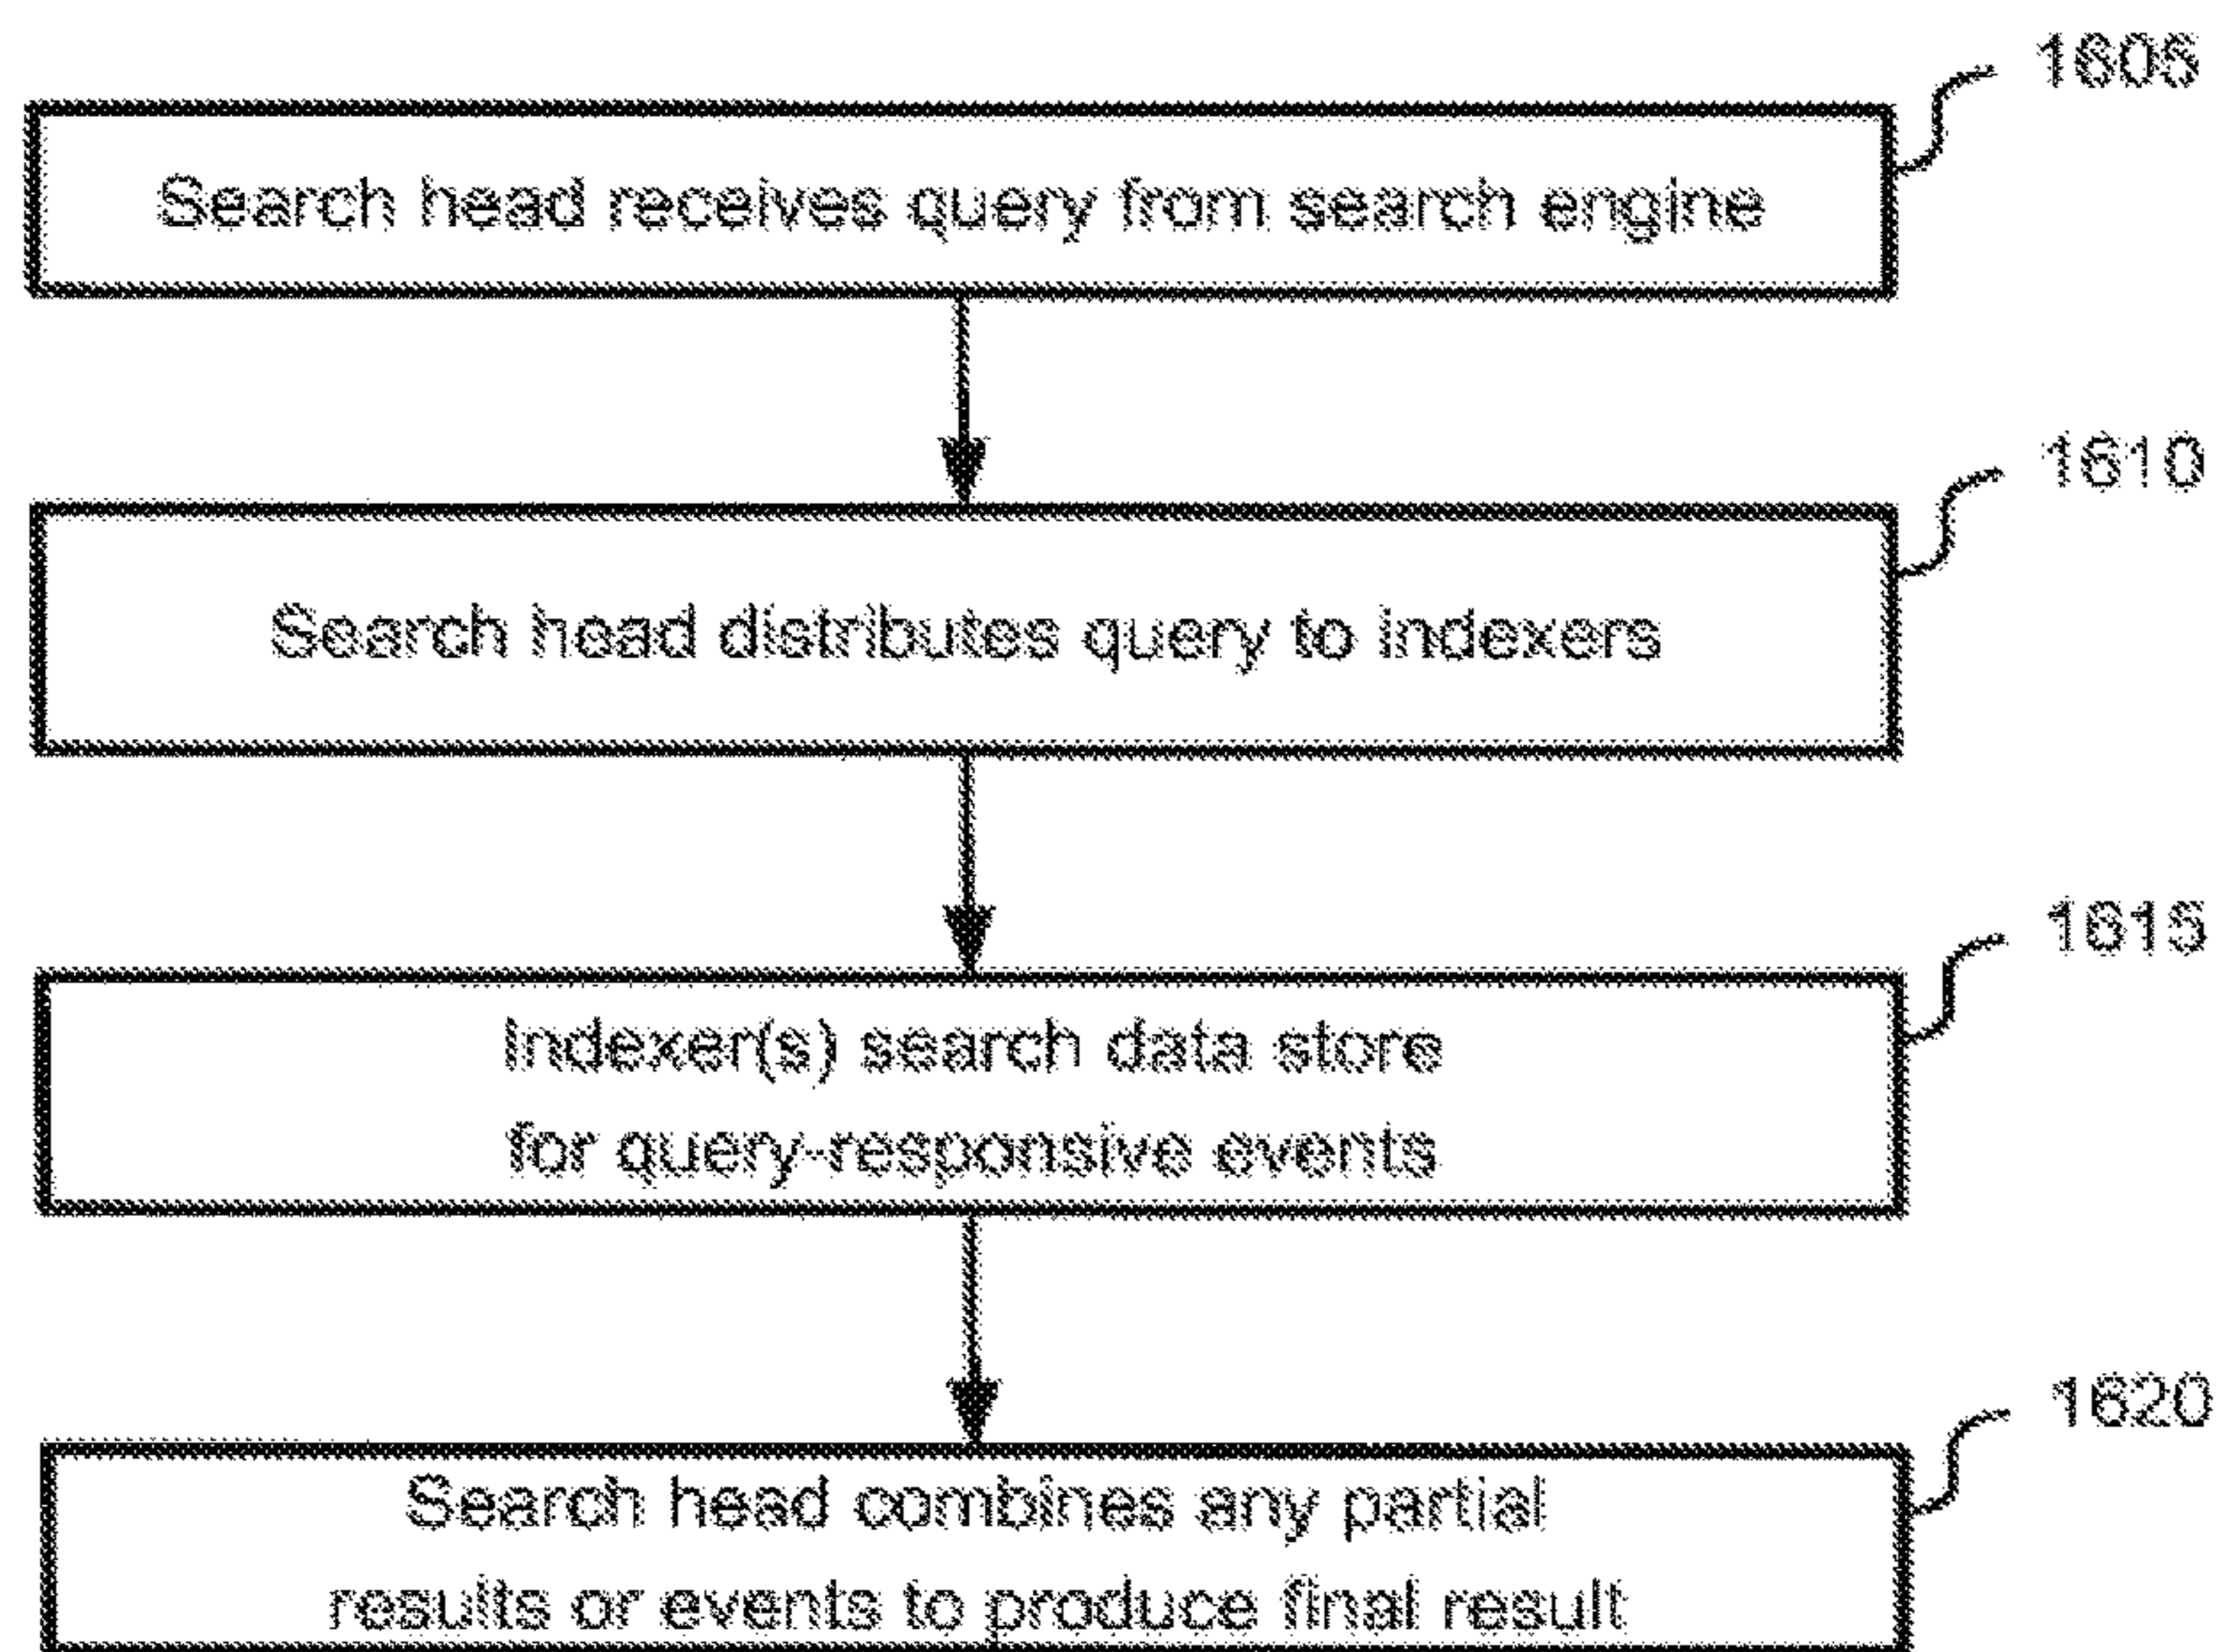 1605
Search head receives query from search engine
1610
Search head distributes query to indexers
1615
Indexer(s) search data store
for query-responsive events
1620
Search head combines any partial
results or events to produce final result